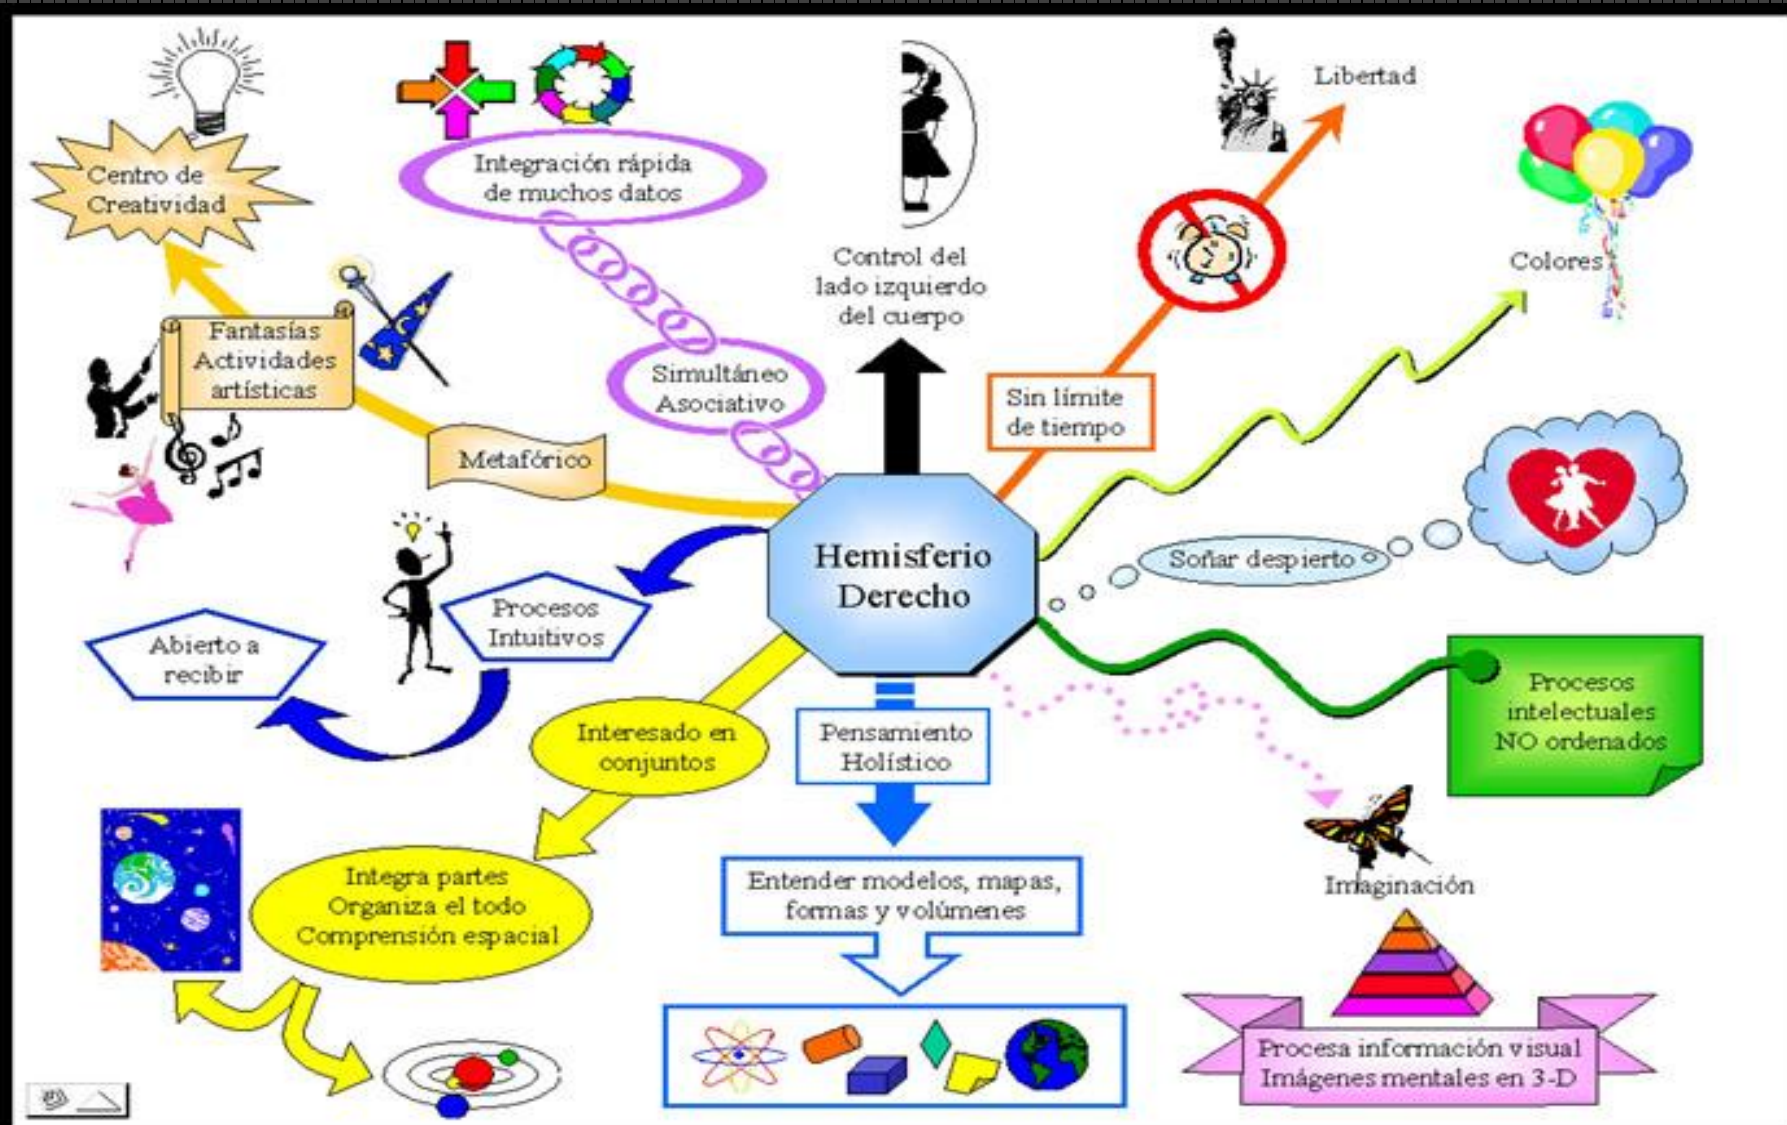 Hemisferio
Derecho
Control del
lado izquierdo
del cuerpo
Sin límite
de tiempo
Libertad
Colores
Soñar despierto
Procesos
intelectuales
NO ordenados
Imaginación
Procesa información visual
Imágenes mentales en 3-D
Pensamiento
Holístico
Entender modelos, mapas,
formas y volúmenes
Interesado en
conjuntos
Integra partes
Organiza el todo
Comprensión espacial
Procesos
Intuitivos
Abierto a
recibir
Metafórico
Fantasías
Actividades
artísticas
Centro de
Creatividad
Simultáneo
Asociativo
Integración rápida
de muchos datos